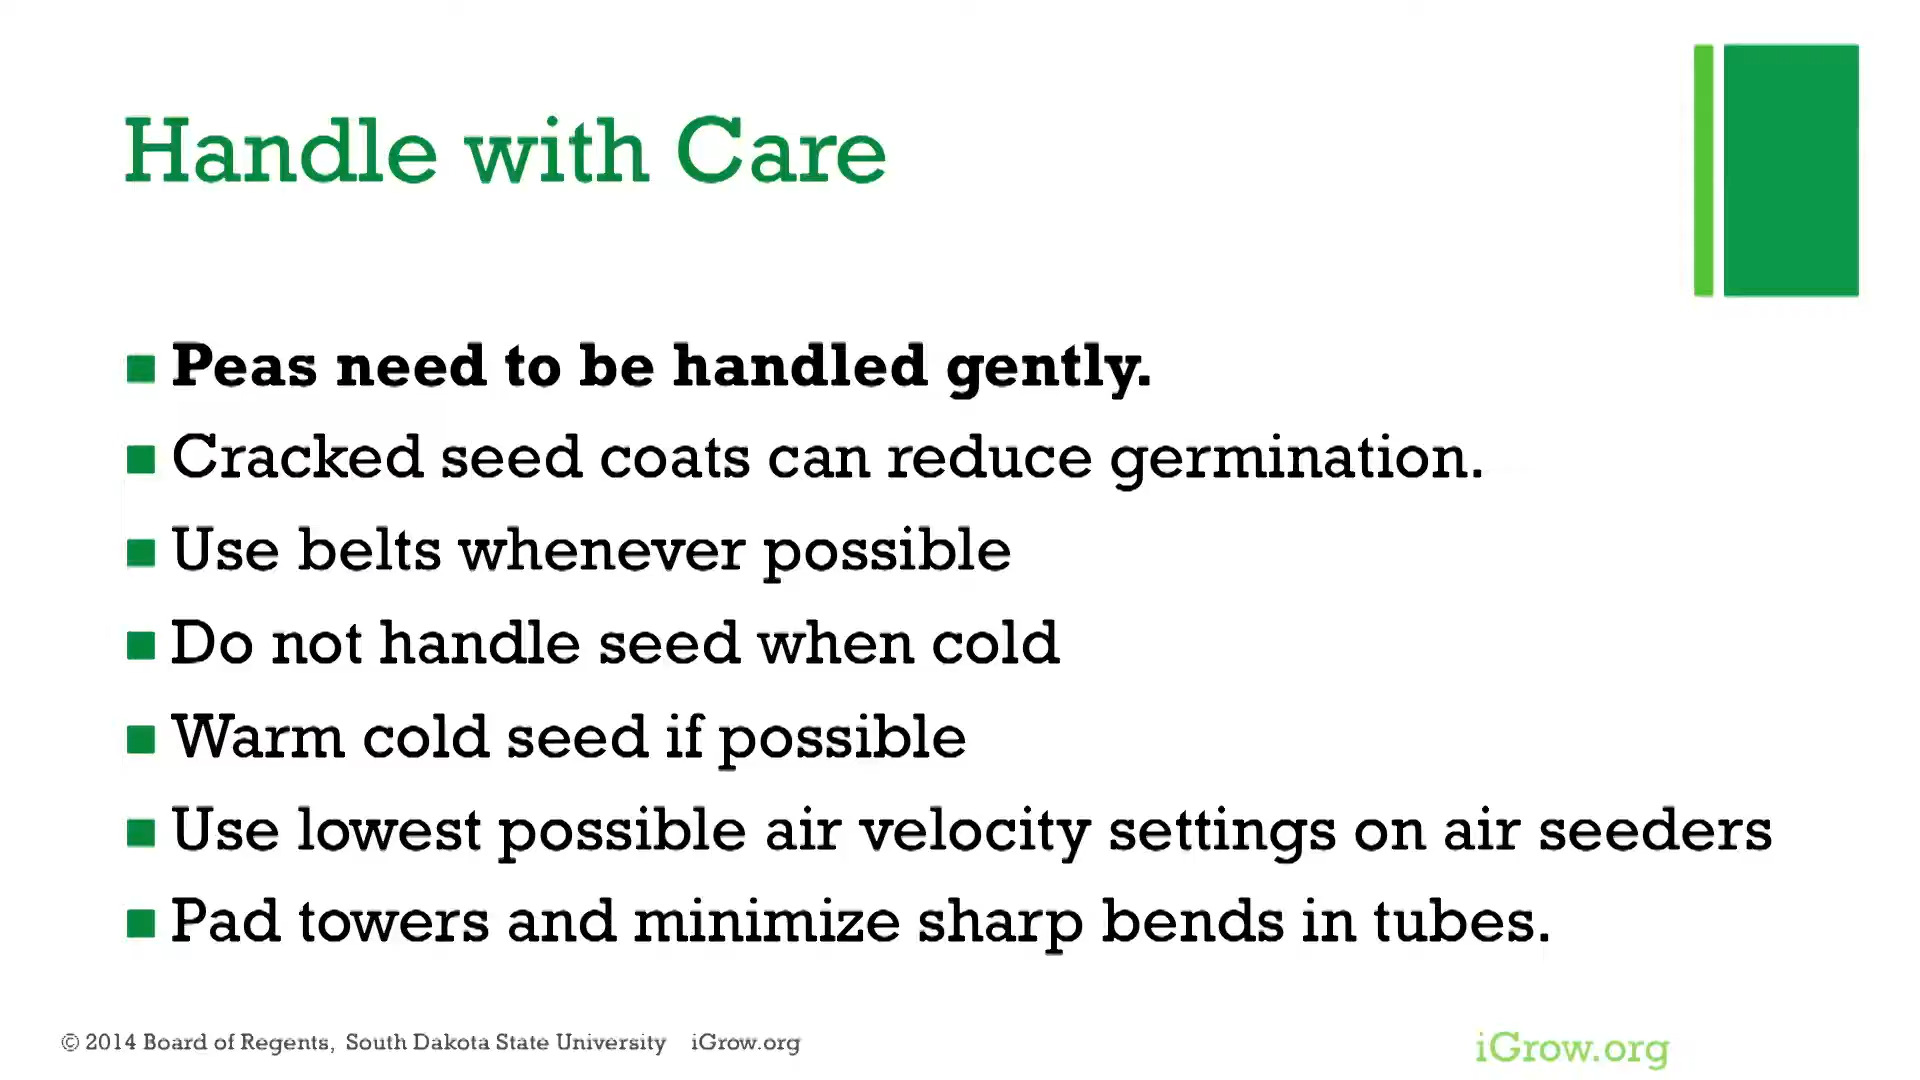 Handle with Care
Peas need to be handled gently.
Cracked seed coats can reduce germination.
Use belts whenever possible
Do not handle seed when cold
Warm cold seed if possible
Use lowest possible air velocity settings on air seeders
Pad towers and minimize sharp bends in tubes.
© 2014 Board of Regents, South Dakota State University iGrow.org
iGrow.org